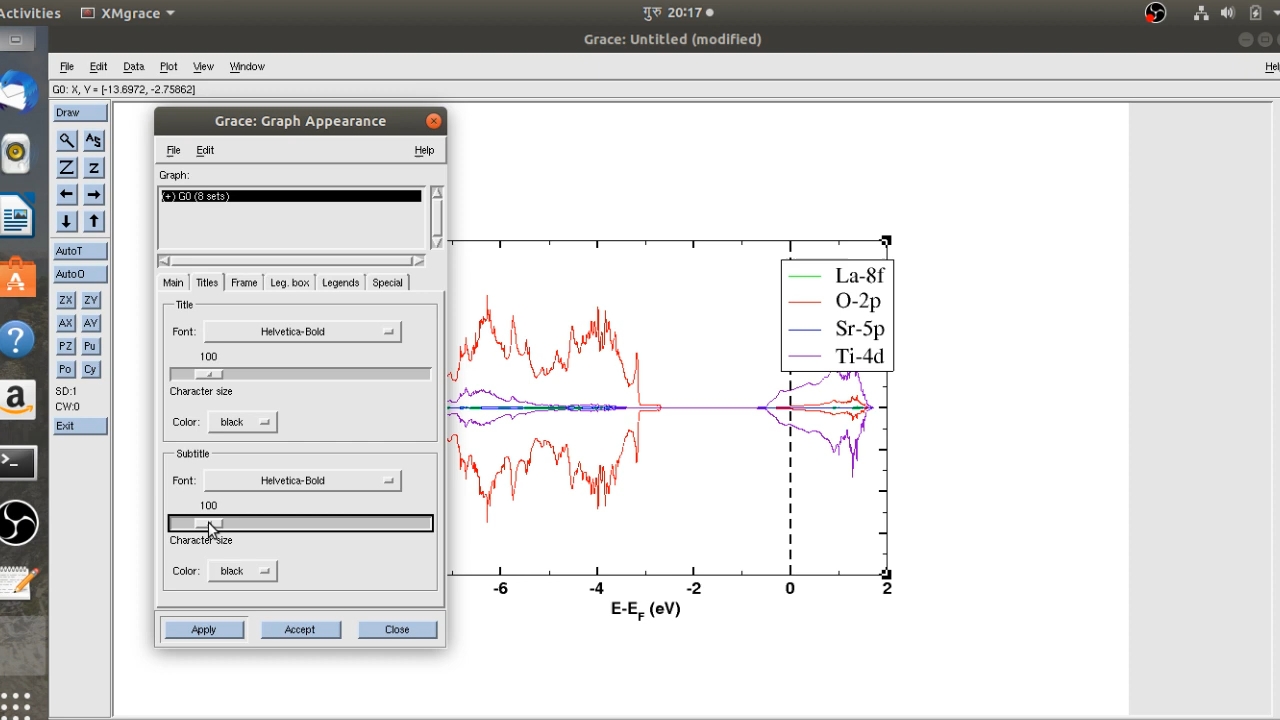 Activities XMgrace गुरु 20:17
Grace: Untitled (modified)
File Edit Data Plot View Window
G0: X, Y = [-13.6972, -2.75862]
Draw
Z z
AutoT
AutoO
ZX ZY
AX AY
PZ Pu
Po Cy
SD:1
CW:0
Exit
Grace: Graph Appearance
File Edit Help
Graph:
(+) G0 (8 sets)
Main Titles Frame Leg. box Legends Special
Title
Font: Helvetica-Bold
100
Character size
Color: black
Subtitle
Font: Helvetica-Bold
100
Character size
Color: black
Apply Accept Close
La-8f
O-2p
Sr-5p
Ti-4d
-6 -4 -2 0 2
E-EF (eV)